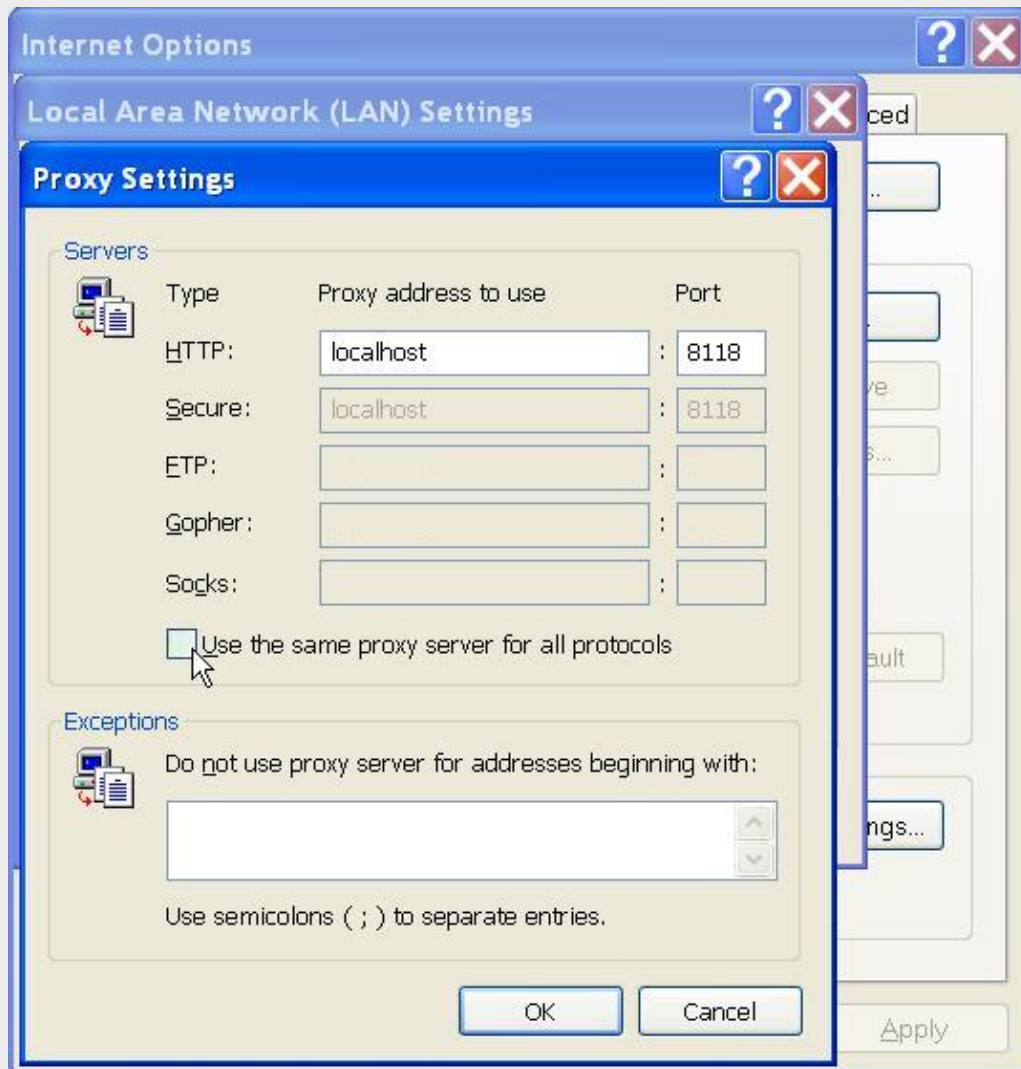 Internet Options
Local Area Network (LAN) Settings
ced
Proxy Settings
..
Servers
Type Proxy address to use Port
.
HTTP: localhost : 8118
ve
Secure: localhost : 8118
s...
FTP: :
Gopher: :
Socks: :
Use the same proxy server for all protocols
ault
Exceptions
Do not use proxy server for addresses beginning with:
ngs...
Use semicolons ( ; ) to separate entries.
OK Cancel
Apply